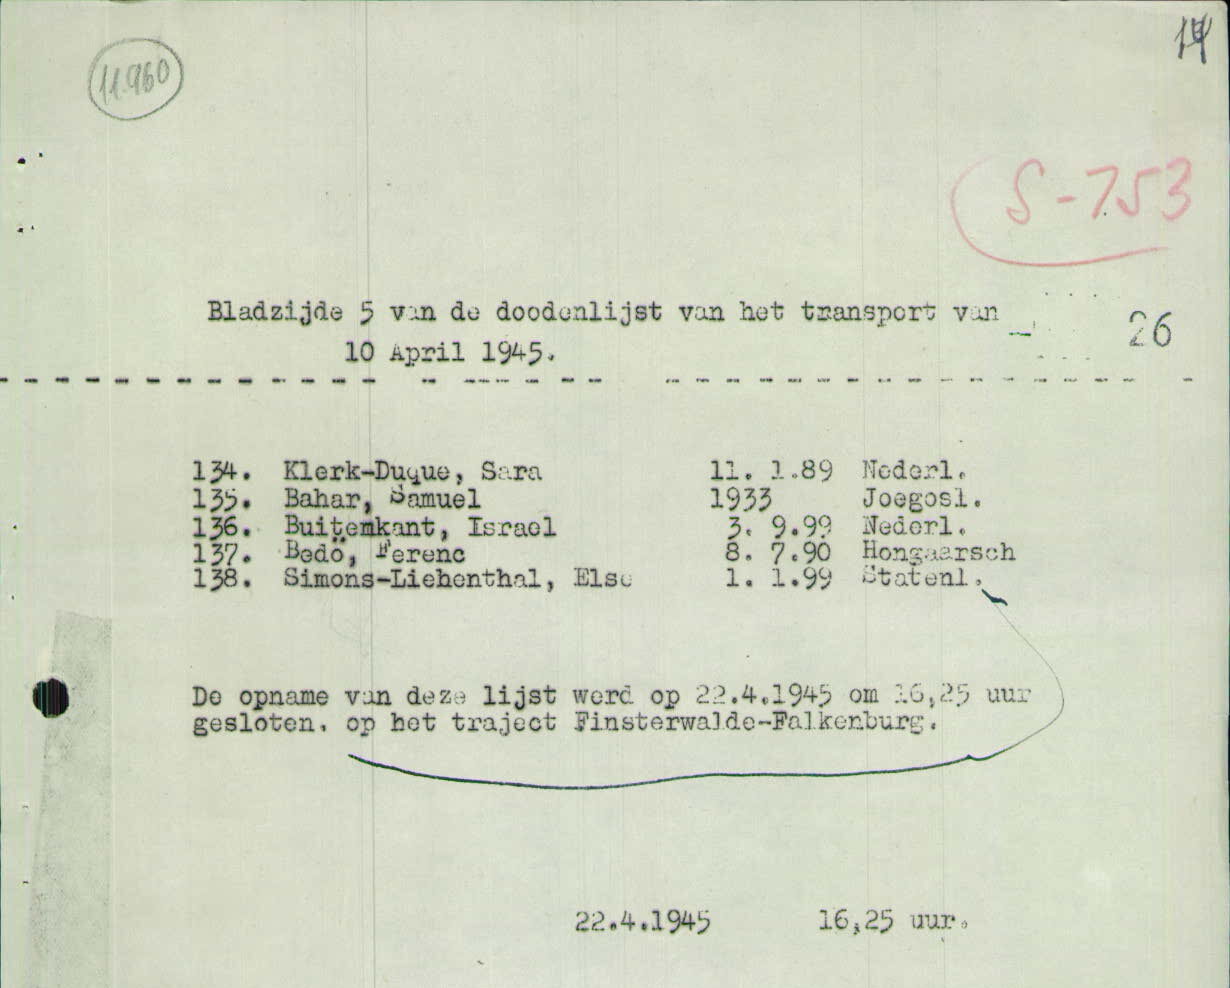 11.960
S-753
Bladzijde 5 van de doodenlijst van het transport van
26
10 April 1945.
134. Klerk-Duque, Sara 11. 1.89 Nederl.
135. Bahar, Samuel 1933 Joegosl.
136. Buitemkant, Israel 3. 9.99 Nederl.
137. Bedö, Ferenc 8. 7.90 Hongaarsch
138. Simons-Liehenthal, Else 1. 1.99 Statenl.
De opname van deze lijst werd op 22.4.1945 om 16,25 uur
gesloten. op het traject Finsterwalde-Falkenburg.
22.4.1945 16,25 uur.